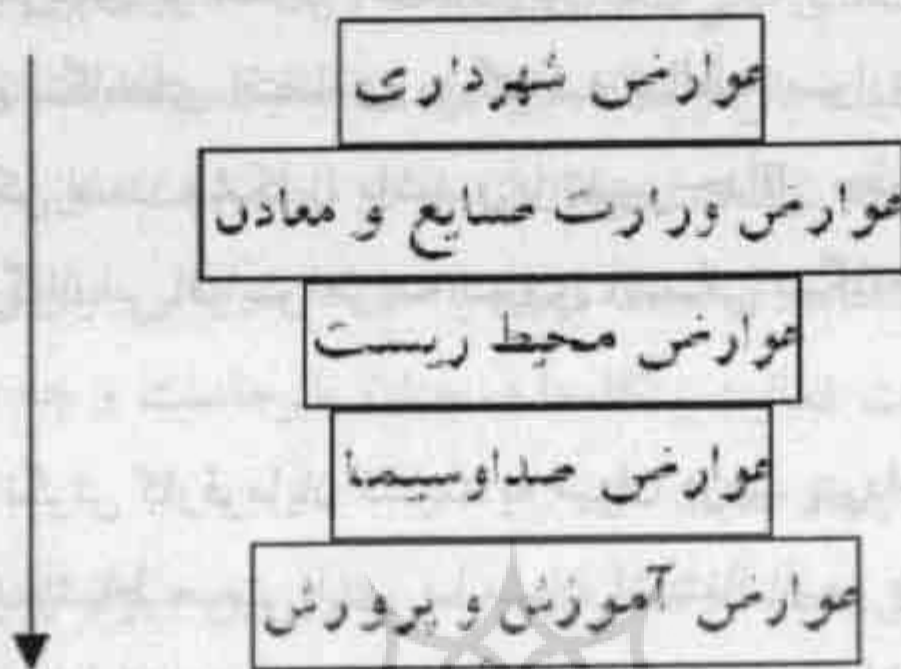 عوارض شهرداری
عوارض وزارت صنایع و معادن
عوارض محیط زیست
عوارض صداوسیما
عوارض آموزش و پرورش